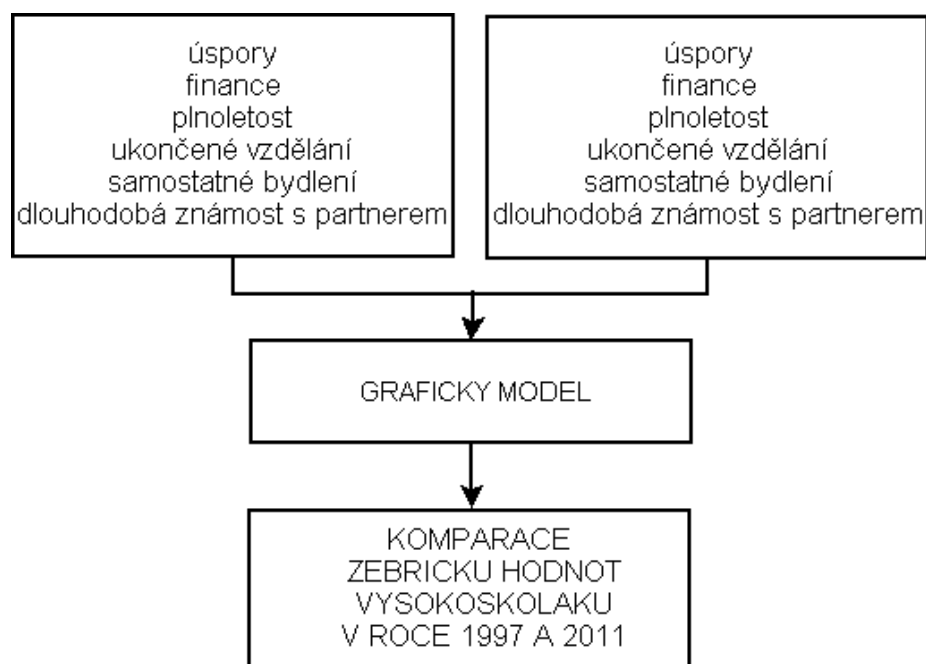 úspory
finance
plnoletost
ukončené vzdělání
samostatné bydlení
dlouhodobá známost s partnerem
úspory
finance
plnoletost
ukončené vzdělání
samostatné bydlení
dlouhodobá známost s partnerem
GRAFICKY MODEL
KOMPARACE
ZEBRICKU HODNOT
VYSOKOSKOLAKU
V ROCE 1997 A 2011